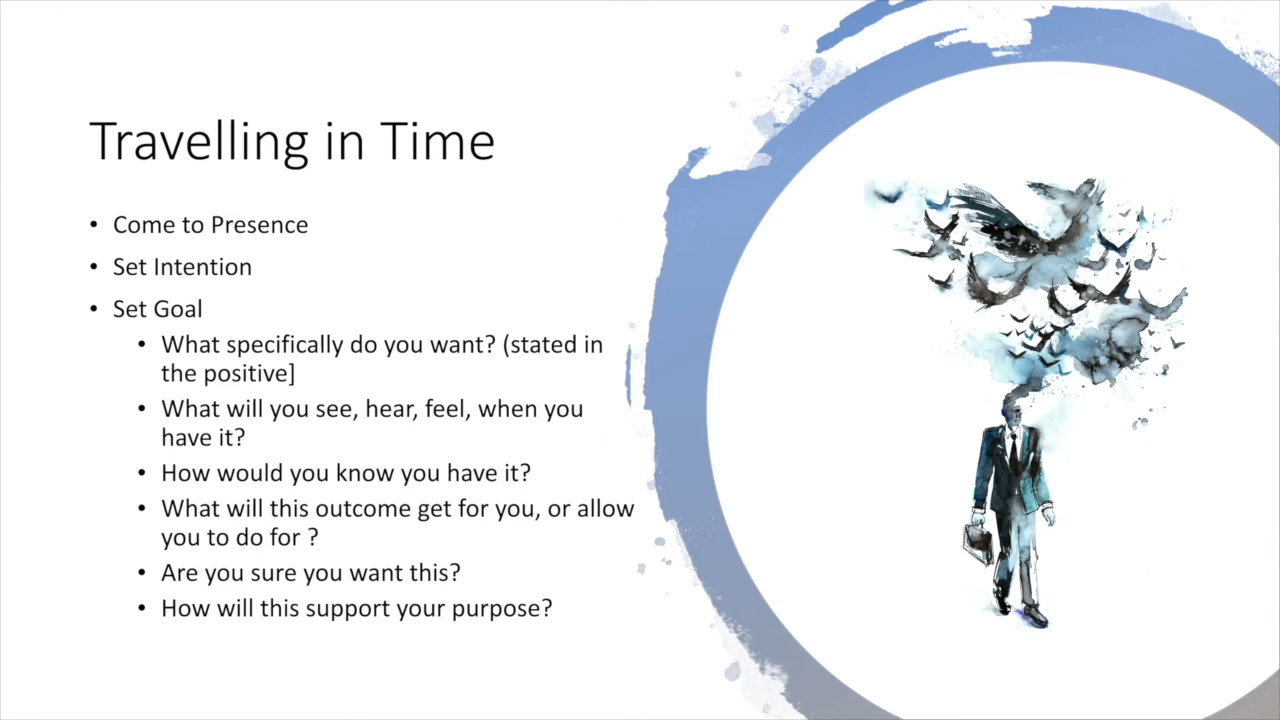 Travelling in Time
• Come to Presence
• Set Intention
• Set Goal
• What specifically do you want? (stated in
the positive]
• What will you see, hear, feel, when you
have it?
• How would you know you have it?
• What will this outcome get for you, or allow
you to do for ?
• Are you sure you want this?
• How will this support your purpose?